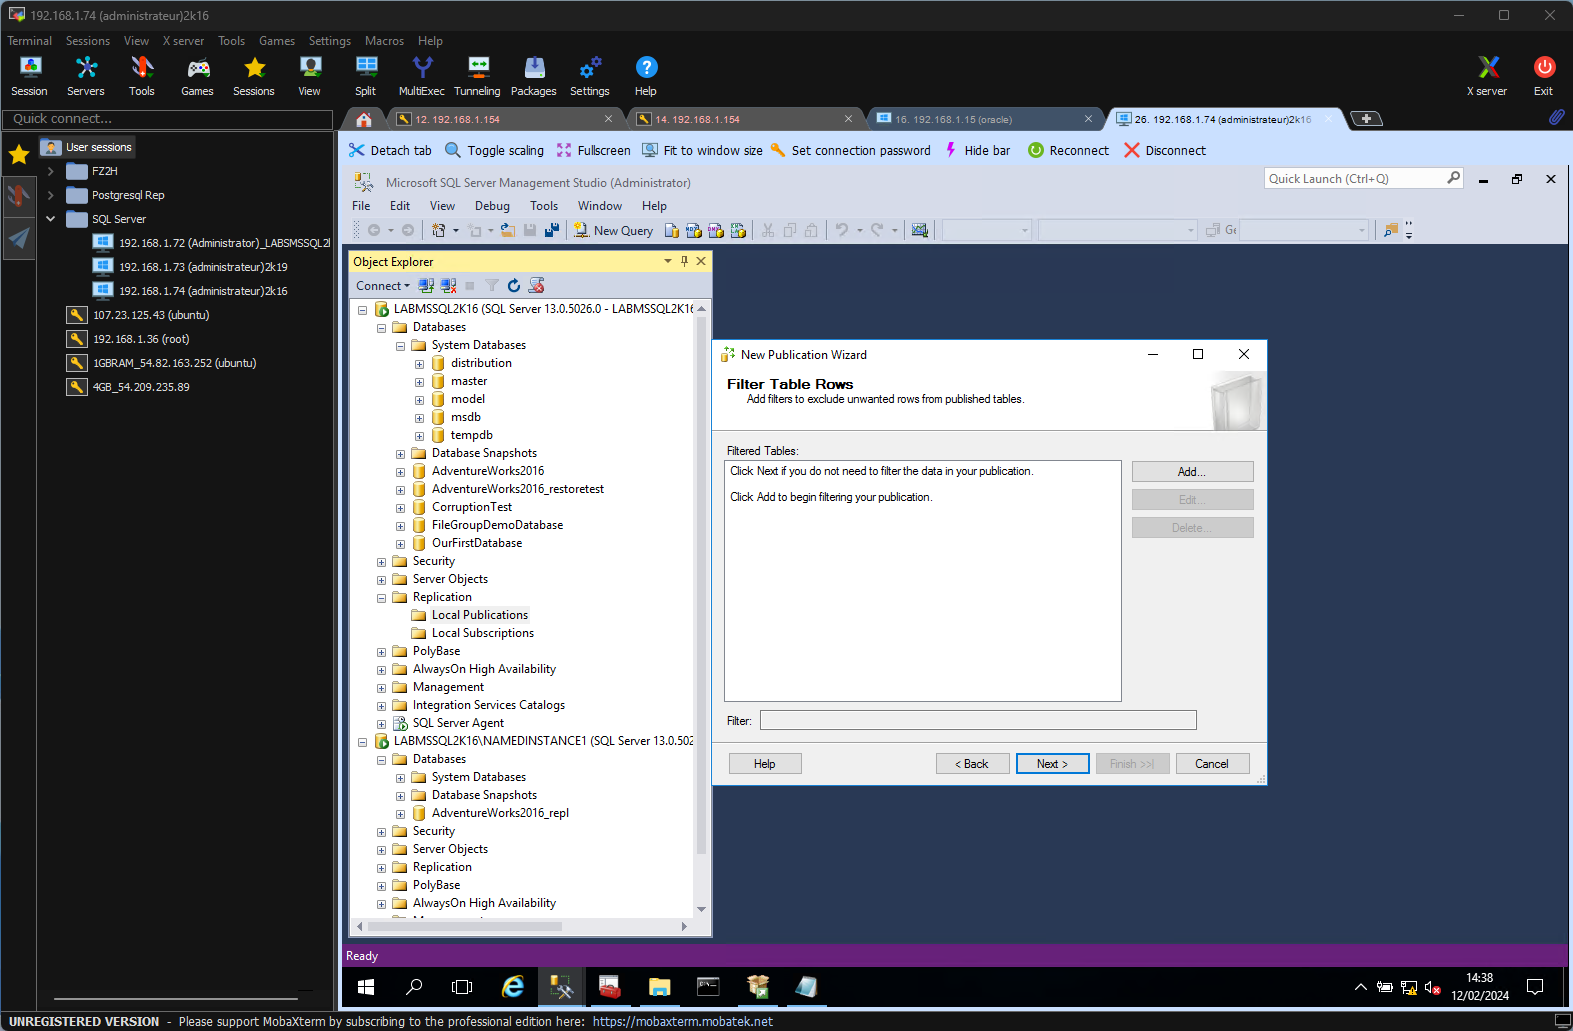 192.168.1.74 (administrateur)2k16
Terminal Sessions View X server Tools Games Settings Macros Help
Session Servers Tools Games Sessions View Split MultiExec Tunneling Packages Settings Help X server Exit
Quick connect...
12. 192.168.1.154
14. 192.168.1.154
16. 192.168.1.15 (oracle)
26. 192.168.1.74 (administrateur)2k16
User sessions
FZ2H
Postgresql Rep
SQL Server
192.168.1.72 (Administrator)_LABSMSSQL2
192.168.1.73 (administrateur)2k19
192.168.1.74 (administrateur)2k16
107.23.125.43 (ubuntu)
192.168.1.36 (root)
1GBRAM_54.82.163.252 (ubuntu)
4GB_54.209.235.89
Detach tab Toggle scaling Fullscreen Fit to window size Set connection password Hide bar Reconnect Disconnect
Microsoft SQL Server Management Studio (Administrator)
Quick Launch (Ctrl+Q)
File Edit View Debug Tools Window Help
New Query
Object Explorer
Connect
LABMSSQL2K16 (SQL Server 13.0.5026.0 - LABMSSQL2K16
Databases
System Databases
distribution
master
model
msdb
tempdb
Database Snapshots
AdventureWorks2016
AdventureWorks2016_restoretest
CorruptionTest
FileGroupDemoDatabase
OurFirstDatabase
Security
Server Objects
Replication
Local Publications
Local Subscriptions
PolyBase
AlwaysOn High Availability
Management
Integration Services Catalogs
SQL Server Agent
LABMSSQL2K16\NAMEDINSTANCE1 (SQL Server 13.0.502
Databases
System Databases
Database Snapshots
AdventureWorks2016_repl
Security
Server Objects
Replication
PolyBase
AlwaysOn High Availability
New Publication Wizard
Filter Table Rows
Add filters to exclude unwanted rows from published tables.
Filtered Tables:
Click Next if you do not need to filter the data in your publication.
Click Add to begin filtering your publication.
Add...
Edit...
Delete...
Filter:
Help < Back Next > Finish >>| Cancel
Ready
14:38
12/02/2024
UNREGISTERED VERSION - Please support MobaXterm by subscribing to the professional edition here: https://mobaxterm.mobatek.net